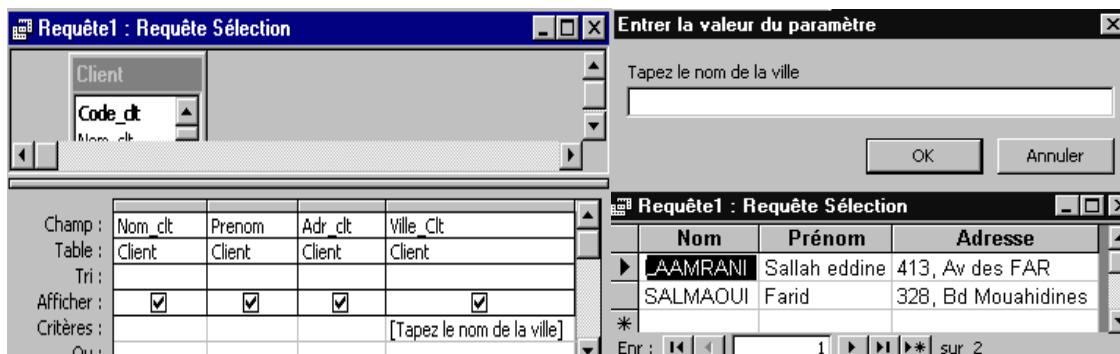 Requête1 : Requête Sélection
Client
Code_clt
Nom_clt
Champ : Nom_clt Prenom Adr_clt Ville_Clt
Table : Client Client Client Client
Tri :
Afficher :
Critères : [Tapez le nom de la ville]
Ou :
Entrer la valeur du paramètre
Tapez le nom de la ville
OK Annuler
Requête1 : Requête Sélection
Nom Prénom Adresse
LAAMRANI Sallah eddine 413, Av des FAR
SALMAOUI Farid 328, Bd Mouahidines
Enr : 1 sur 2